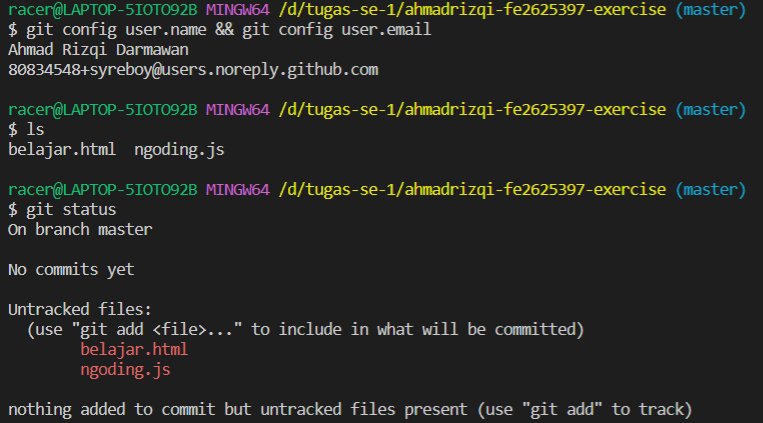 racer@LAPTOP-5IOTO92B MINGW64 /d/tugas-se-1/ahmadrizqi-fe2625397-exercise (master)
$ git config user.name && git config user.email
Ahmad Rizqi Darmawan
80834548+syreboy@users.noreply.github.com
racer@LAPTOP-5IOTO92B MINGW64 /d/tugas-se-1/ahmadrizqi-fe2625397-exercise (master)
$ ls
belajar.html  ngoding.js
racer@LAPTOP-5IOTO92B MINGW64 /d/tugas-se-1/ahmadrizqi-fe2625397-exercise (master)
$ git status
On branch master
No commits yet
Untracked files:
  (use "git add <file>..." to include in what will be committed)
        belajar.html
        ngoding.js
nothing added to commit but untracked files present (use "git add" to track)